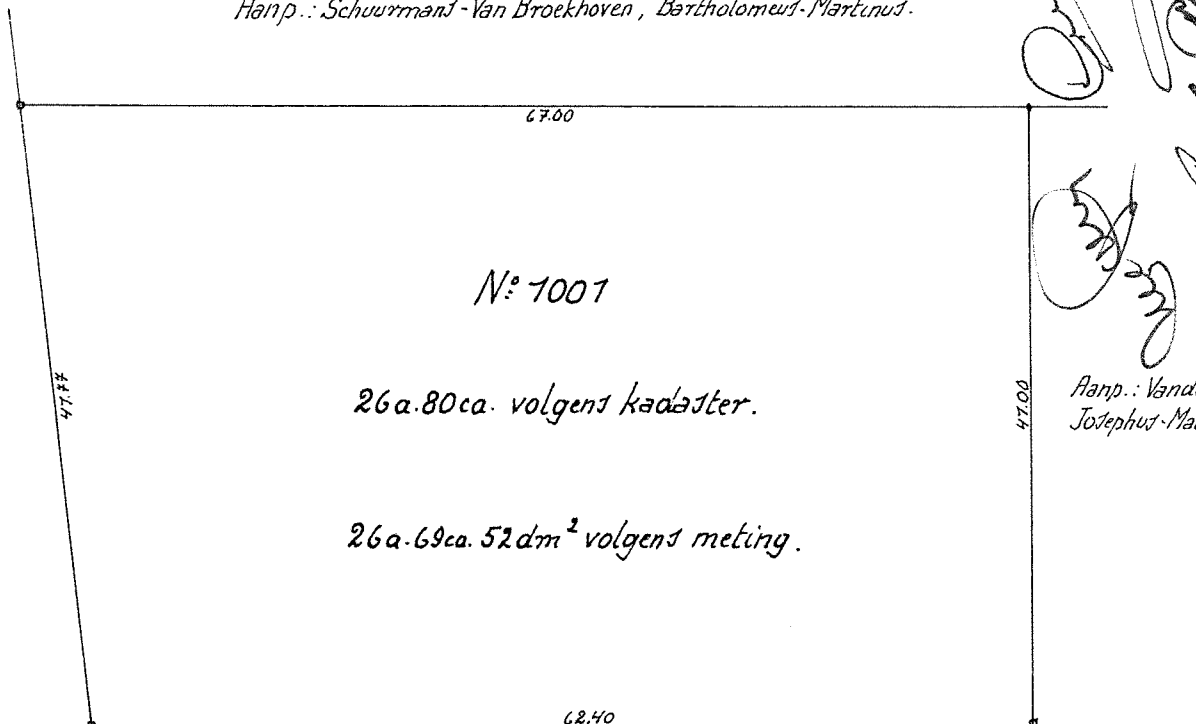 Aanp.: Schuurmans-Van Broekhoven, Bartholomeus-Martinus.
67.00
N° 1001
47.77
26a.80ca. volgens kadaster.
47.00
Aanp.: Vand
Josephus-Ma
26a.69ca.52dm² volgens meting.
62.40